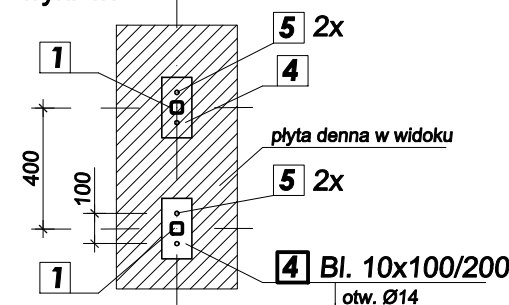 5 2x
1
4
płyta denna w widoku
400
100
5 2x
4 Bl. 10x100/200
1
otw. Ø14